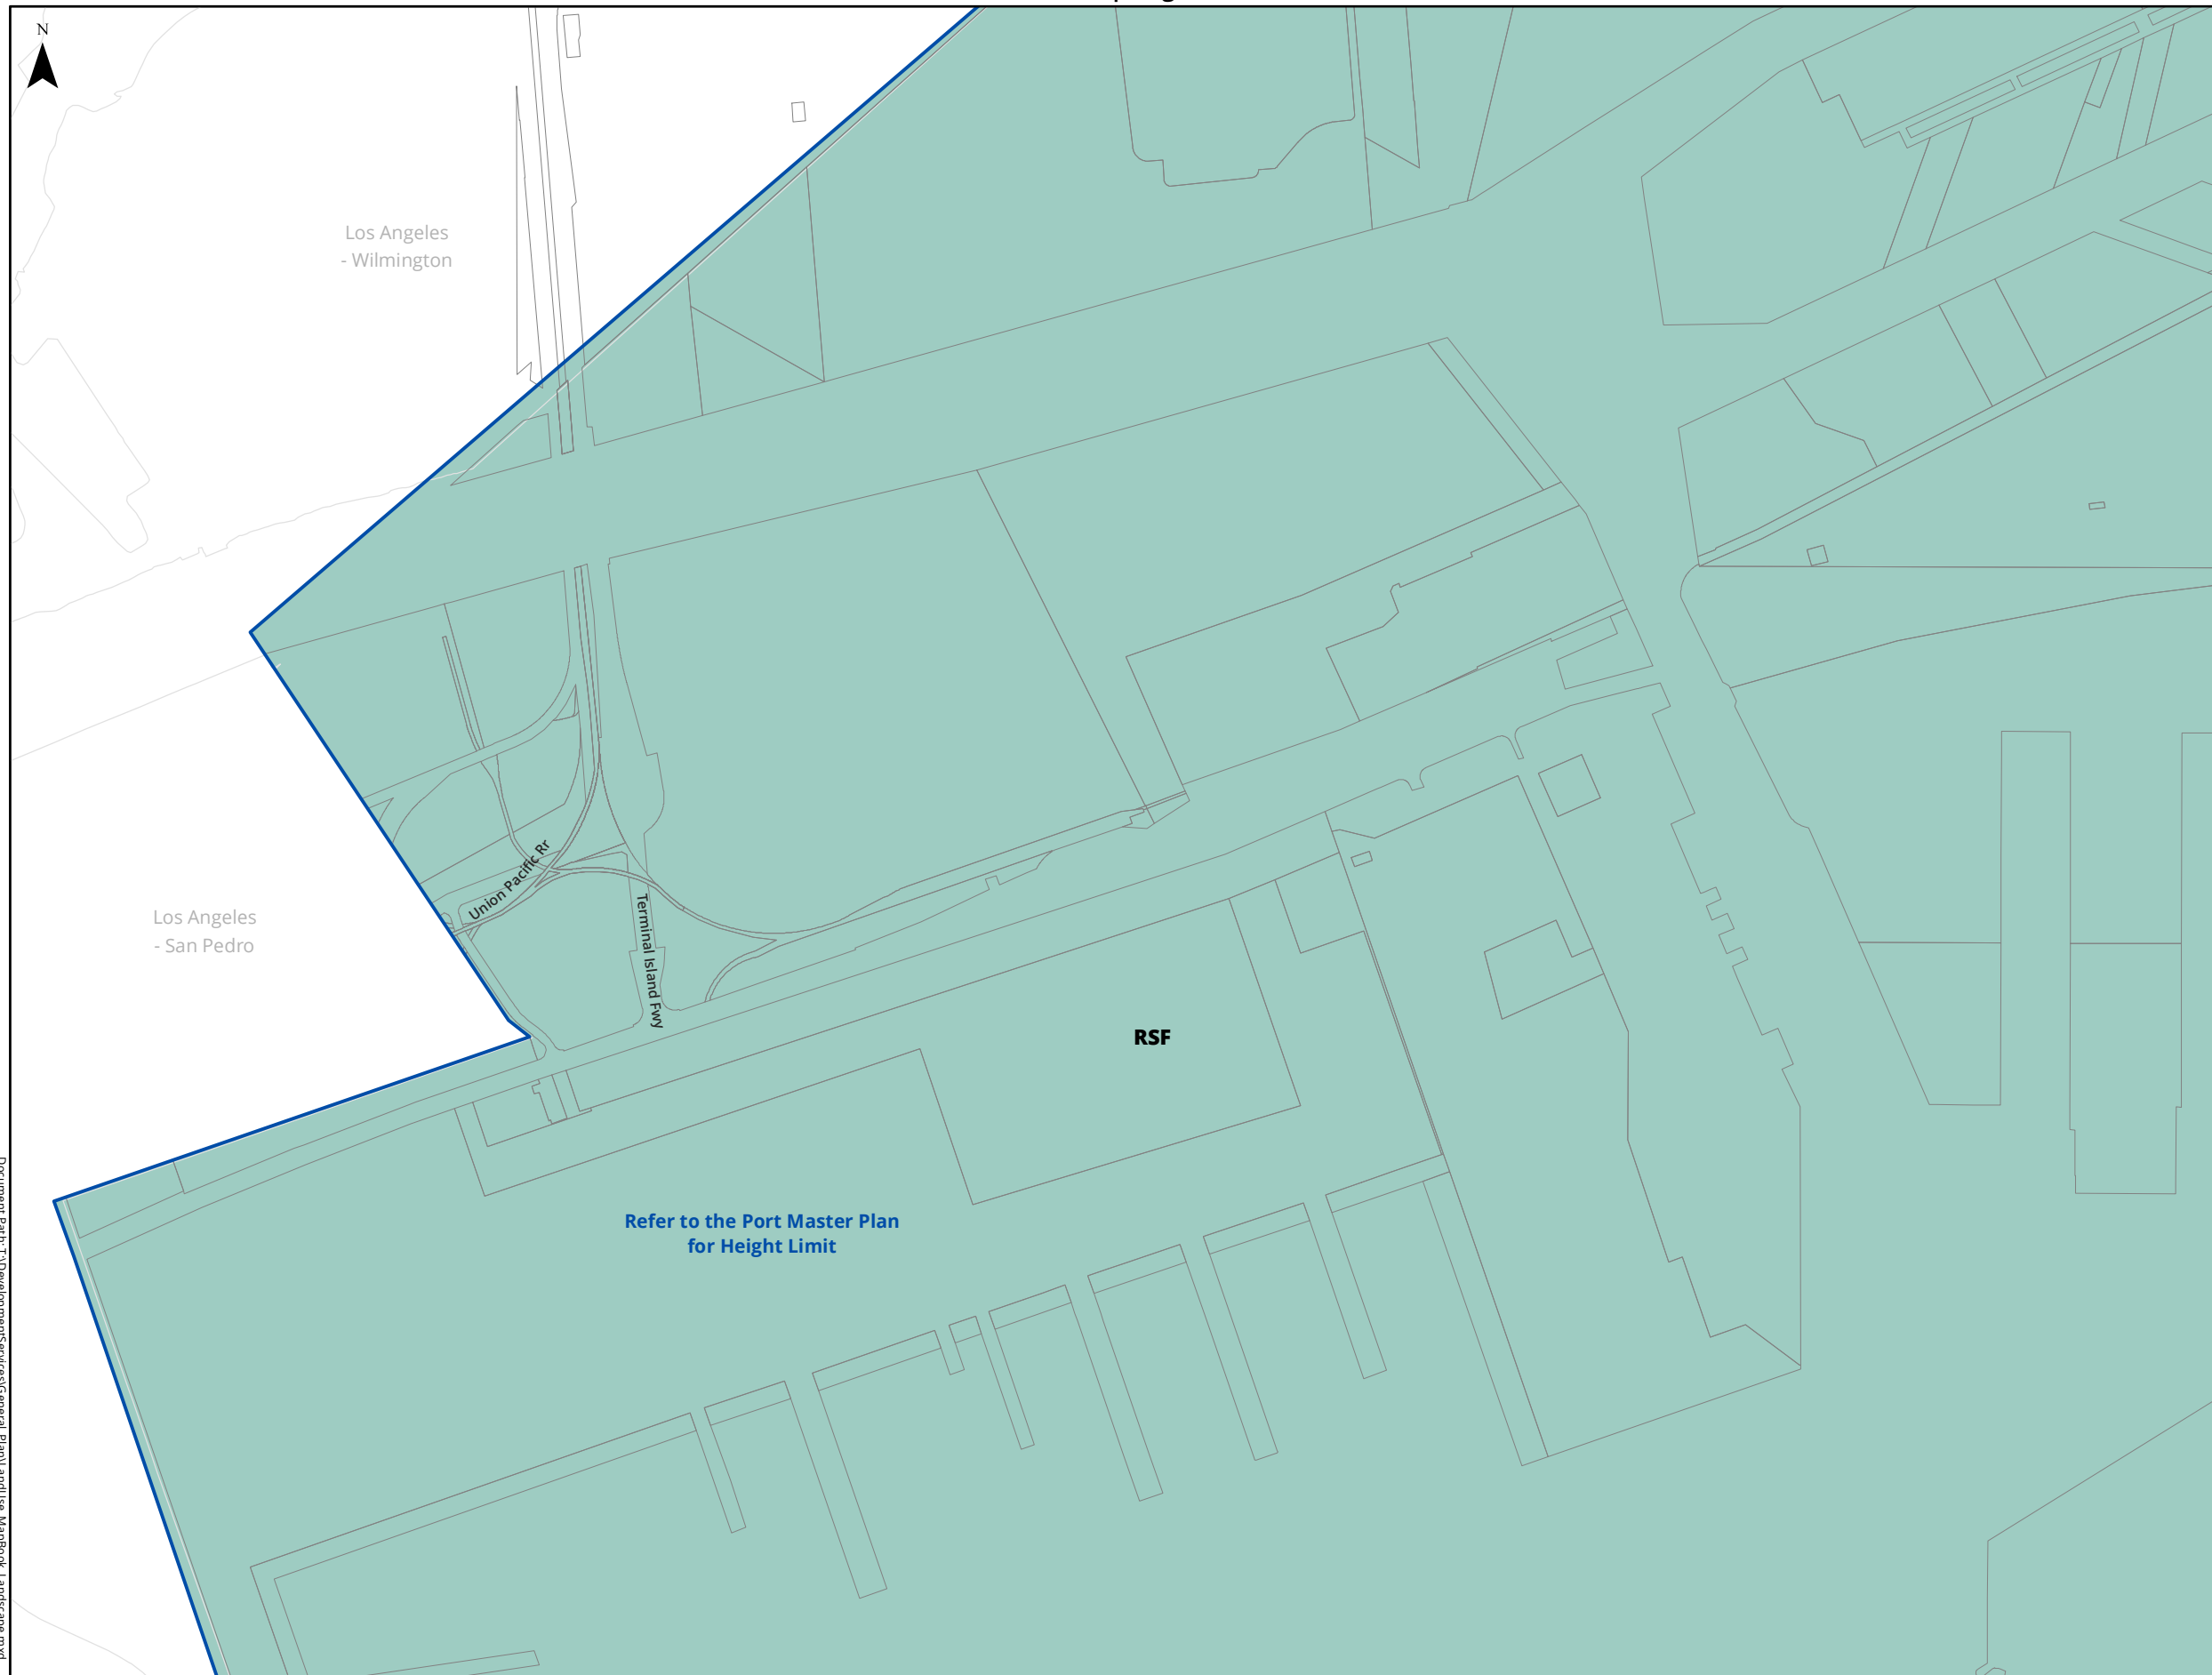 N
Los Angeles
- Wilmington
Union Pacific Rr
Terminal Island Fwy
Los Angeles
- San Pedro
RSF
Refer to the Port Master Plan
for Height Limit